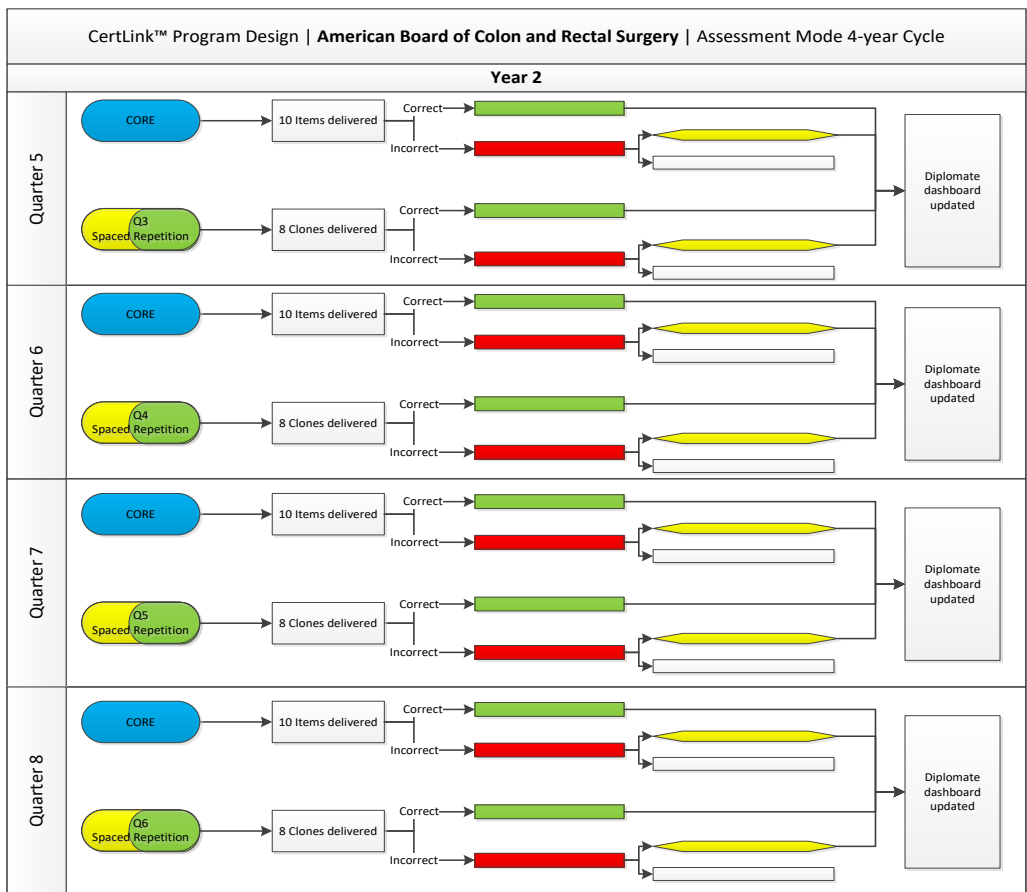 CertLink™ Program Design | American Board of Colon and Rectal Surgery | Assessment Mode 4-year Cycle
Year 2
Quarter 5
CORE
10 Items delivered
Correct
Incorrect
Q3
Spaced Repetition
8 Clones delivered
Correct
Incorrect
Diplomate
dashboard
updated
Quarter 6
CORE
10 Items delivered
Correct
Incorrect
Q4
Spaced Repetition
8 Clones delivered
Correct
Incorrect
Diplomate
dashboard
updated
Quarter 7
CORE
10 Items delivered
Correct
Incorrect
Q5
Spaced Repetition
8 Clones delivered
Correct
Incorrect
Diplomate
dashboard
updated
Quarter 8
CORE
10 Items delivered
Correct
Incorrect
Q6
Spaced Repetition
8 Clones delivered
Correct
Incorrect
Diplomate
dashboard
updated